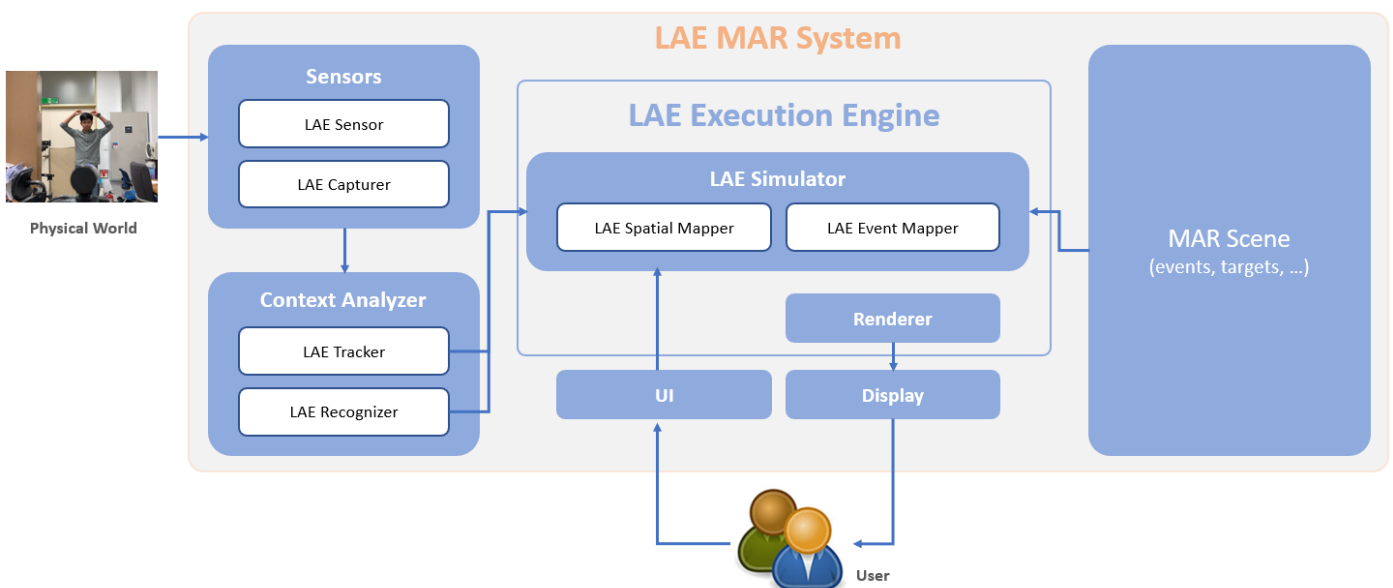 LAE MAR System
Physical World
Sensors
LAE Sensor
LAE Capturer
Context Analyzer
LAE Tracker
LAE Recognizer
LAE Execution Engine
LAE Simulator
LAE Spatial Mapper
LAE Event Mapper
Renderer
UI
Display
MAR Scene
(events, targets, ...)
User